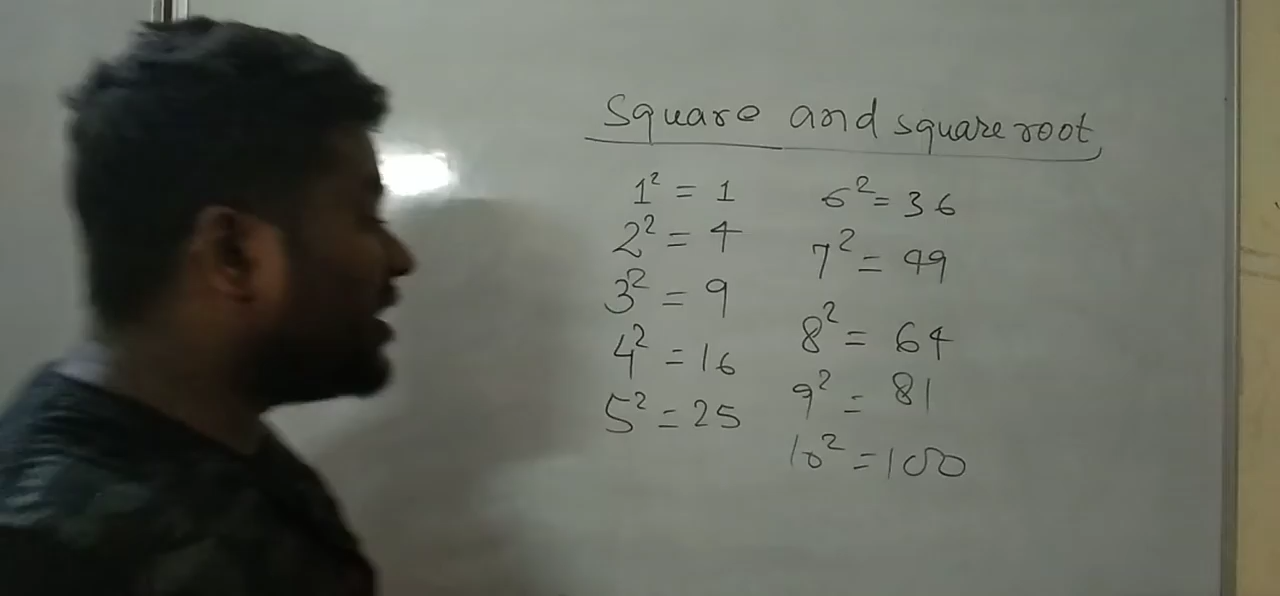 Square and square root
1² = 1
2² = 4
3² = 9
4² = 16
5² = 25
6² = 36
7² = 49
8² = 64
9² = 81
10² = 100